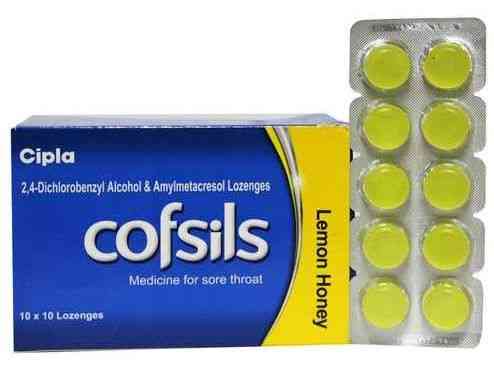 Cipla
2,4-Dichlorobenzyl Alcohol & Amylmetacresol Lozenges
cofsils
Medicine for sore throat
10 x 10 Lozenges
Lemon Honey